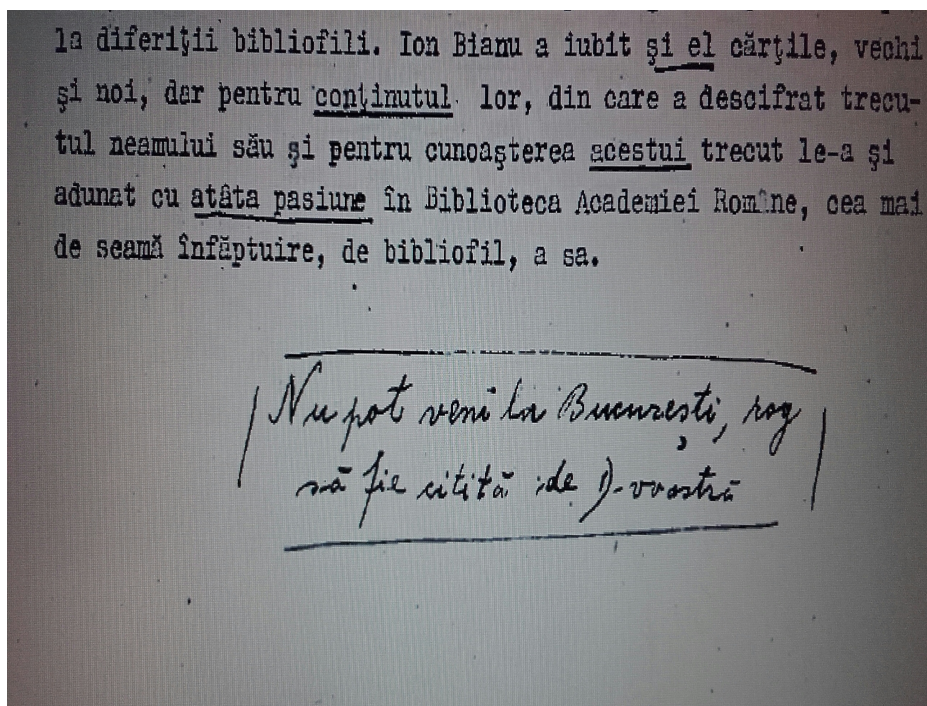 la diferiţii bibliofili. Ion Bianu a iubit şi el cărţile, vechi
şi noi, dar pentru conţinutul lor, din care a descifrat trecu-
tul neamului său şi pentru cunoaşterea acestui trecut le-a şi
adunat cu atâta pasiune în Biblioteca Academiei Romîne, cea mai
de seamă înfăptuire, de bibliofil, a sa.
Nu pot veni la Bucureşti, rog
să fie citită de D-voastră